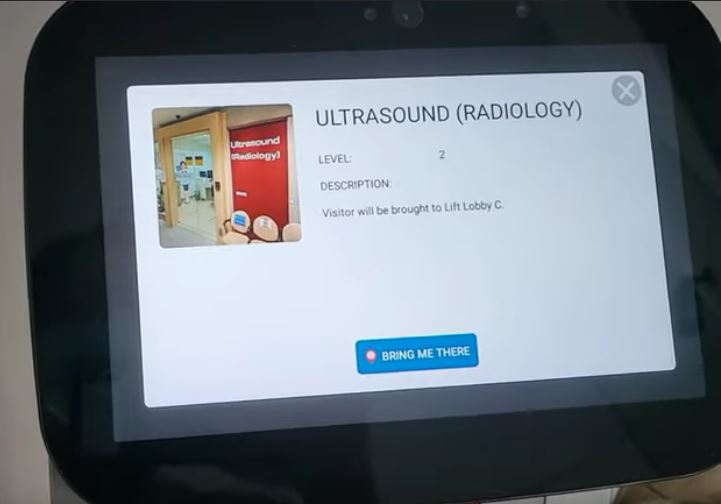 ULTRASOUND (RADIOLOGY)
LEVEL: 2
DESCRIPTION:
Visitor will be brought to Lift Lobby C.
BRING ME THERE
Ultrasound
(Radiology)